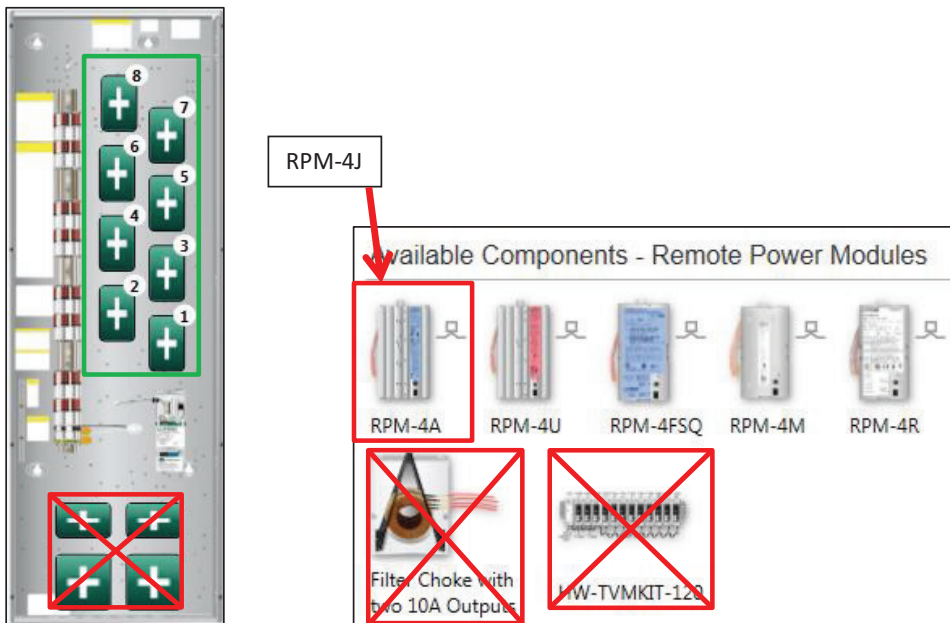 8
7
6
5
4
3
2
1
RPM-4J
Available Components - Remote Power Modules
RPM-4A
RPM-4U
RPM-4FSQ
RPM-4M
RPM-4R
Filter Choke with
two 10A Outputs
HW-TVMKIT-120